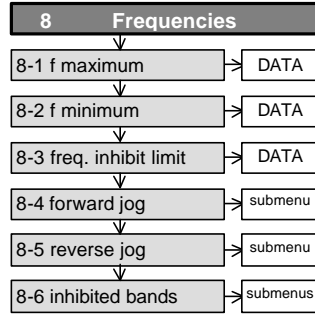 8 Frequencies
8-1 f maximum DATA
8-2 f minimum DATA
8-3 freq. inhibit limit DATA
8-4 forward jog submenu
8-5 reverse jog submenu
8-6 inhibited bands submenus